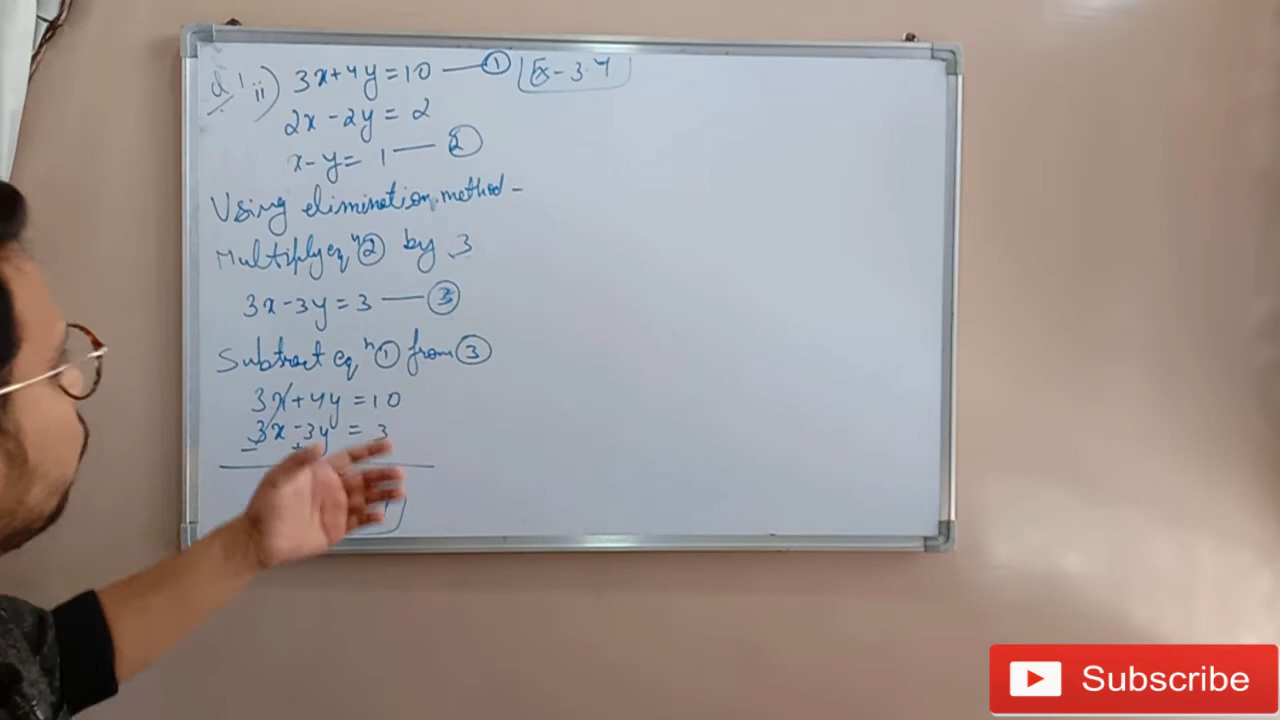 ii) 3x+4y=10 — ① Ex-3.4
2x-2y=2
x-y=1 — ②
Using elimination method-
Multiply eqⁿ ② by 3
3x-3y=3 — ③
Subtract eqⁿ ① from ③
3x+4y=10
3x-3y=3
- +
Subscribe